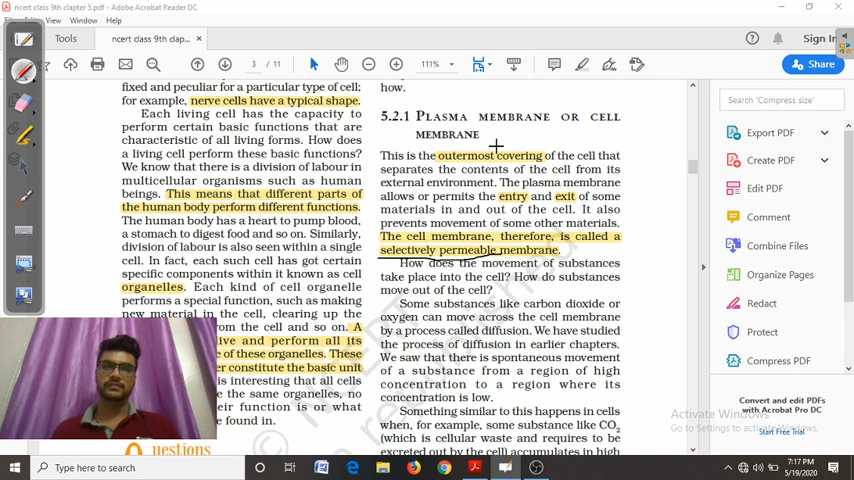 ncert class 9th chapter 5.pdf - Adobe Acrobat Reader DC
File Edit View Window Help
Tools
ncert class 9th clap... ×
Sign In
3 / 11
111%
Share
fixed and peculiar for a particular type of cell;
for example, nerve cells have a typical shape.
Each living cell has the capacity to
perform certain basic functions that are
characteristic of all living forms. How does
a living cell perform these basic functions?
We know that there is a division of labour in
multicellular organisms such as human
beings. This means that different parts of
the human body perform different functions.
The human body has a heart to pump blood,
a stomach to digest food and so on. Similarly,
division of labour is also seen within a single
cell. In fact, each such cell has got certain
specific components within it known as cell
organelles. Each kind of cell organelle
performs a special function, such as making
new material in the cell, clearing up the
from the cell and so on. A
live and perform all its
e of these organelles. These
er constitute the basic unit
is interesting that all cells
e the same organelles, no
eir function is or what
e found in.
uestions
how.
5.2.1 PLASMA MEMBRANE OR CELL
MEMBRANE
This is the outermost covering of the cell that
separates the contents of the cell from its
external environment. The plasma membrane
allows or permits the entry and exit of some
materials in and out of the cell. It also
prevents movement of some other materials.
The cell membrane, therefore, is called a
selectively permeable membrane.
How does the movement of substances
take place into the cell? How do substances
move out of the cell?
Some substances like carbon dioxide or
oxygen can move across the cell membrane
by a process called diffusion. We have studied
the process of diffusion in earlier chapters.
We saw that there is spontaneous movement
of a substance from a region of high
concentration to a region where its
concentration is low.
Something similar to this happens in cells
when, for example, some substance like CO2
(which is cellular waste and requires to be
excreted out by the cell) accumulates in high
Search 'Compress size'
Export PDF
Create PDF
Edit PDF
Comment
Combine Files
Organize Pages
Redact
Protect
Compress PDF
Convert and edit PDFs
with Acrobat Pro DC
Start Free Trial
Activate Windows
Go to Settings to activate Windows.
Type here to search
7:17 PM
5/19/2020